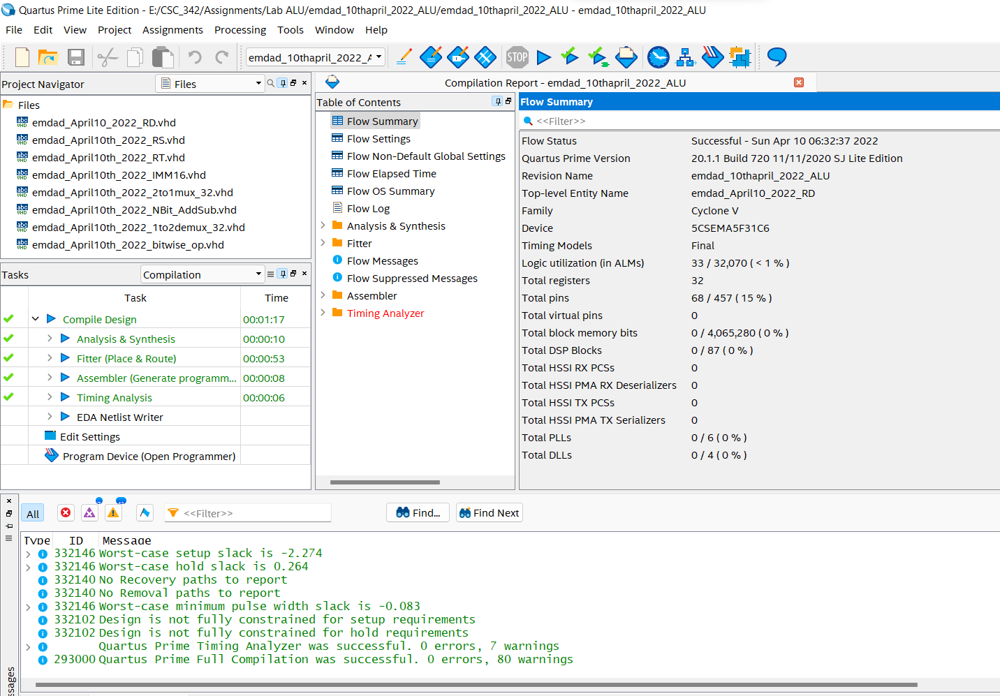 Quartus Prime Lite Edition - E:/CSC_342/Assignments/Lab ALU/emdad_10thapril_2022_ALU/emdad_10thapril_2022_ALU - emdad_10thapril_2022_ALU
File Edit View Project Assignments Processing Tools Window Help
emdad_10thapril_2022_A
STOP
Project Navigator
Files
Files
emdad_April10_2022_RD.vhd
emdad_April10th_2022_RS.vhd
emdad_April10th_2022_RT.vhd
emdad_April10th_2022_IMM16.vhd
emdad_April10th_2022_2to1mux_32.vhd
emdad_April10th_2022_NBit_AddSub.vhd
emdad_April10th_2022_1to2demux_32.vhd
emdad_April10th_2022_bitwise_op.vhd
Tasks
Compilation
Task Time
Compile Design 00:01:17
Analysis & Synthesis 00:00:10
Fitter (Place & Route) 00:00:53
Assembler (Generate programm... 00:00:08
Timing Analysis 00:00:06
EDA Netlist Writer
Edit Settings
Program Device (Open Programmer)
Compilation Report - emdad_10thapril_2022_ALU
Table of Contents
Flow Summary
Flow Settings
Flow Non-Default Global Settings
Flow Elapsed Time
Flow OS Summary
Flow Log
Analysis & Synthesis
Fitter
Flow Messages
Flow Suppressed Messages
Assembler
Timing Analyzer
Flow Summary
<<Filter>>
Flow Status Successful - Sun Apr 10 06:32:37 2022
Quartus Prime Version 20.1.1 Build 720 11/11/2020 SJ Lite Edition
Revision Name emdad_10thapril_2022_ALU
Top-level Entity Name emdad_April10_2022_RD
Family Cyclone V
Device 5CSEMA5F31C6
Timing Models Final
Logic utilization (in ALMs) 33 / 32,070 ( < 1 % )
Total registers 32
Total pins 68 / 457 ( 15 % )
Total virtual pins 0
Total block memory bits 0 / 4,065,280 ( 0 % )
Total DSP Blocks 0 / 87 ( 0 % )
Total HSSI RX PCSs 0
Total HSSI PMA RX Deserializers 0
Total HSSI TX PCSs 0
Total HSSI PMA TX Serializers 0
Total PLLs 0 / 6 ( 0 % )
Total DLLs 0 / 4 ( 0 % )
All
<<Filter>>
Find...
Find Next
Type ID Message
332146 Worst-case setup slack is -2.274
332146 Worst-case hold slack is 0.264
332140 No Recovery paths to report
332140 No Removal paths to report
332146 Worst-case minimum pulse width slack is -0.083
332102 Design is not fully constrained for setup requirements
332102 Design is not fully constrained for hold requirements
Quartus Prime Timing Analyzer was successful. 0 errors, 7 warnings
293000 Quartus Prime Full Compilation was successful. 0 errors, 80 warnings
ssages